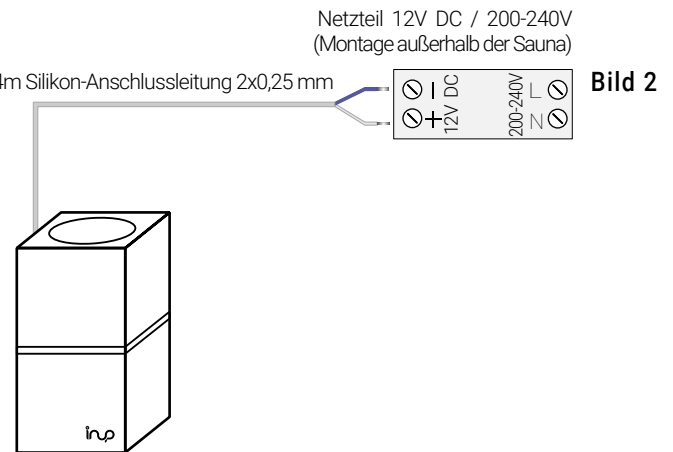 Netzteil 12V DC / 200-240V
(Montage außerhalb der Sauna)
4m Silikon-Anschlussleitung 2x0,25 mm
Bild 2
– 12V DC 200-240V L
+ N